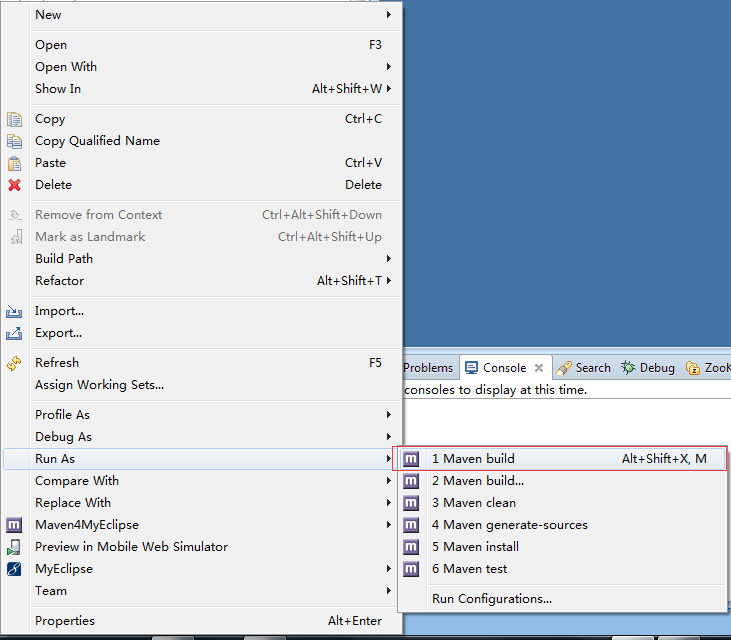 New
Open F3
Open With
Show In Alt+Shift+W
Copy Ctrl+C
Copy Qualified Name
Paste Ctrl+V
Delete Delete
Remove from Context Ctrl+Alt+Shift+Down
Mark as Landmark Ctrl+Alt+Shift+Up
Build Path
Refactor Alt+Shift+T
Import...
Export...
Refresh F5
Assign Working Sets...
Profile As
Debug As
Run As
Compare With
Replace With
Maven4MyEclipse
Preview in Mobile Web Simulator
MyEclipse
Team
Properties Alt+Enter
Problems Console Search Debug ZooK
consoles to display at this time.
1 Maven build Alt+Shift+X, M
2 Maven build...
3 Maven clean
4 Maven generate-sources
5 Maven install
6 Maven test
Run Configurations...